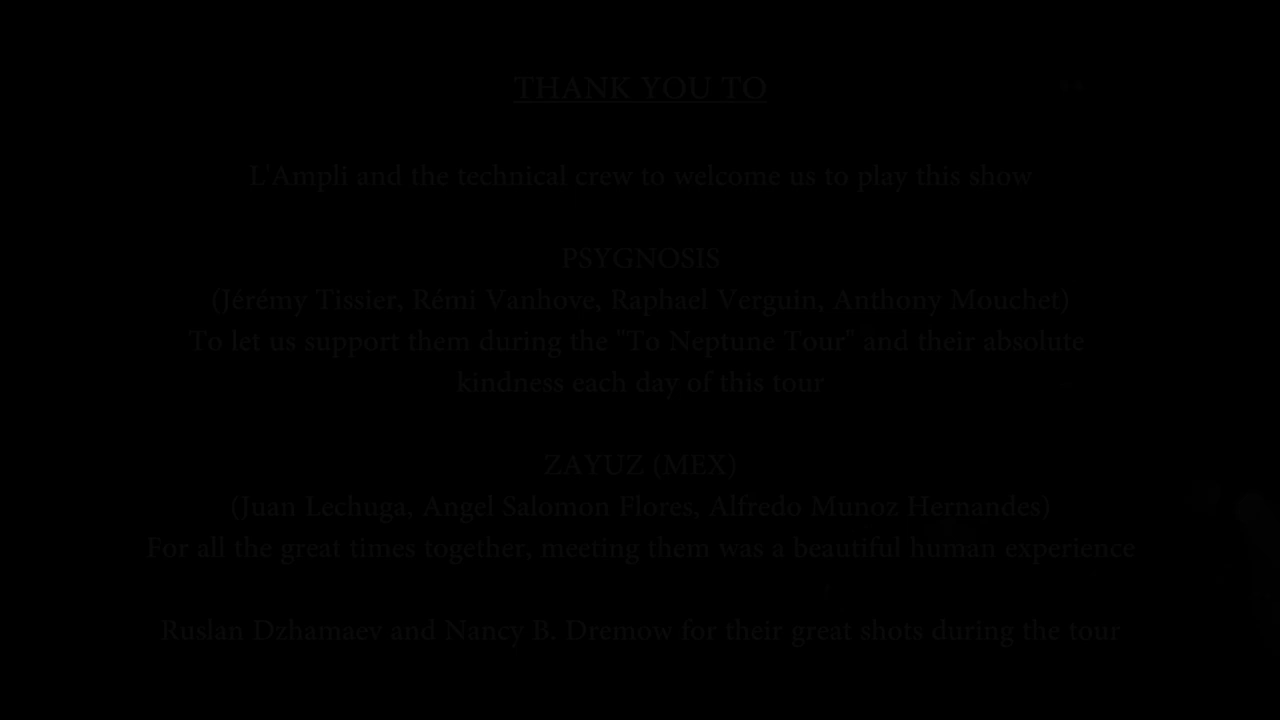 THANK YOU TO
L'Ampli and the technical crew to welcome us to play this show
PSYGNOSIS
(Jérémy Tissier, Rémi Vanhove, Raphael Verguin, Anthony Mouchet)
To let us support them during the "To Neptune Tour" and their absolute
kindness each day of this tour
ZAYUZ (MEX)
(Juan Lechuga, Angel Salomon Flores, Alfredo Munoz Hernandes)
For all the great times together, meeting them was a beautiful human experience
Ruslan Dzhamaev and Nancy B. Dremow for their great shots during the tour